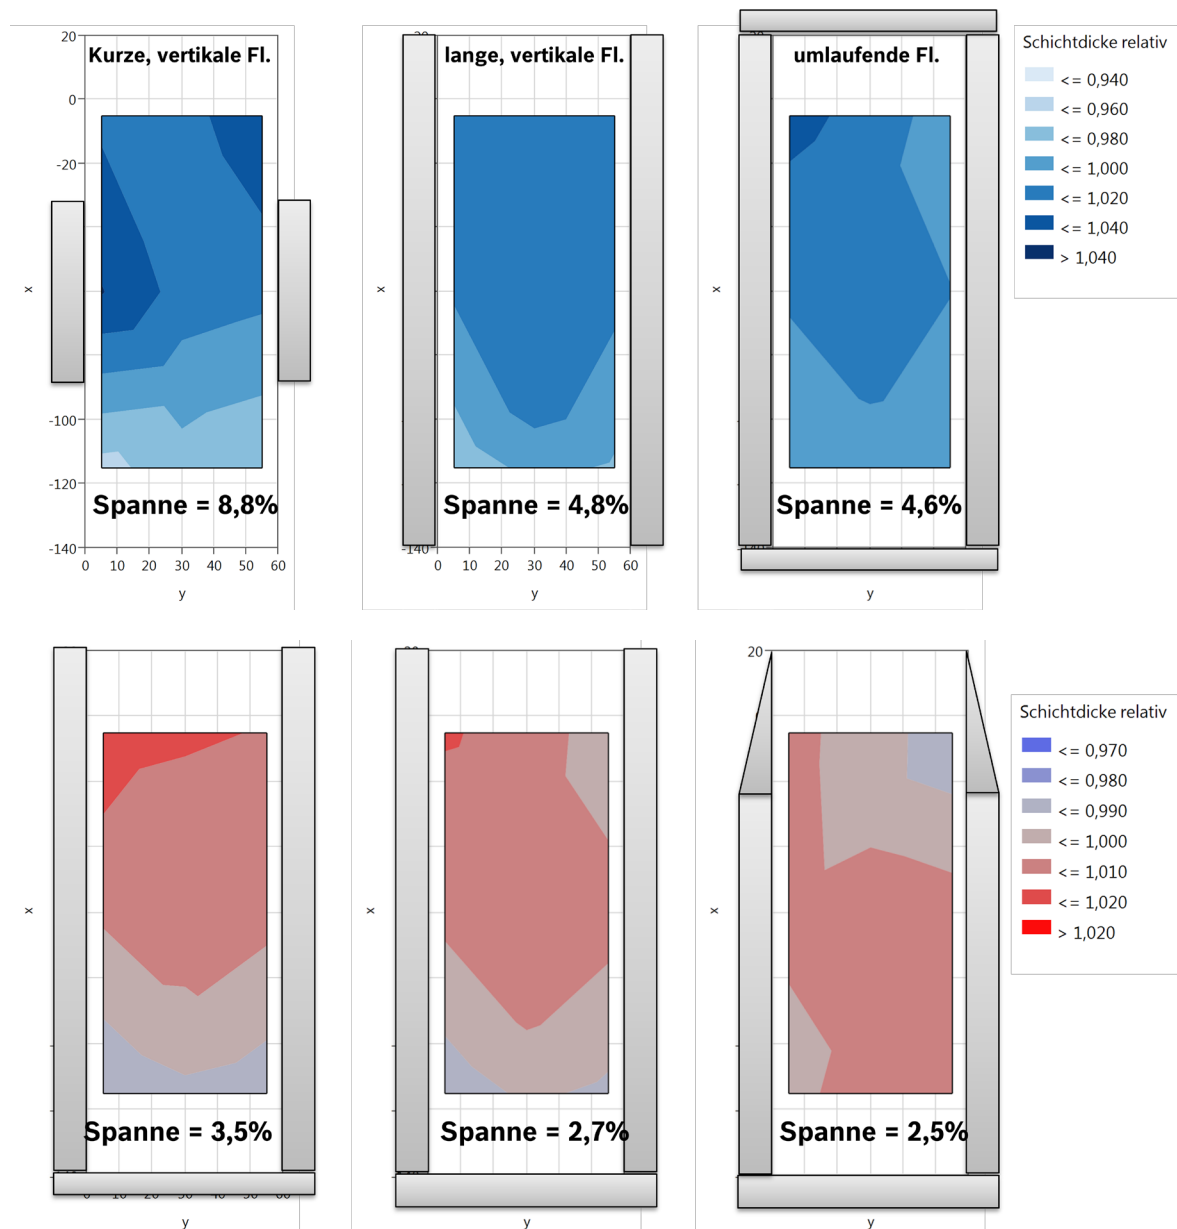 Kurze, vertikale Fl.
20
0
-20
-100
-120
-140
x
Spanne = 8,8%
0 10 20 30 40 50 60
y
lange, vertikale Fl.
x
Spanne = 4,8%
-140
0 10 20 30 40 50 60
y
umlaufende Fl.
x
Spanne = 4,6%
y
Schichtdicke relativ
<= 0,940
<= 0,960
<= 0,980
<= 1,000
<= 1,020
<= 1,040
> 1,040
x
Spanne = 3,5%
y
x
Spanne = 2,7%
y
20
x
Spanne = 2,5%
y
Schichtdicke relativ
<= 0,970
<= 0,980
<= 0,990
<= 1,000
<= 1,010
<= 1,020
> 1,020